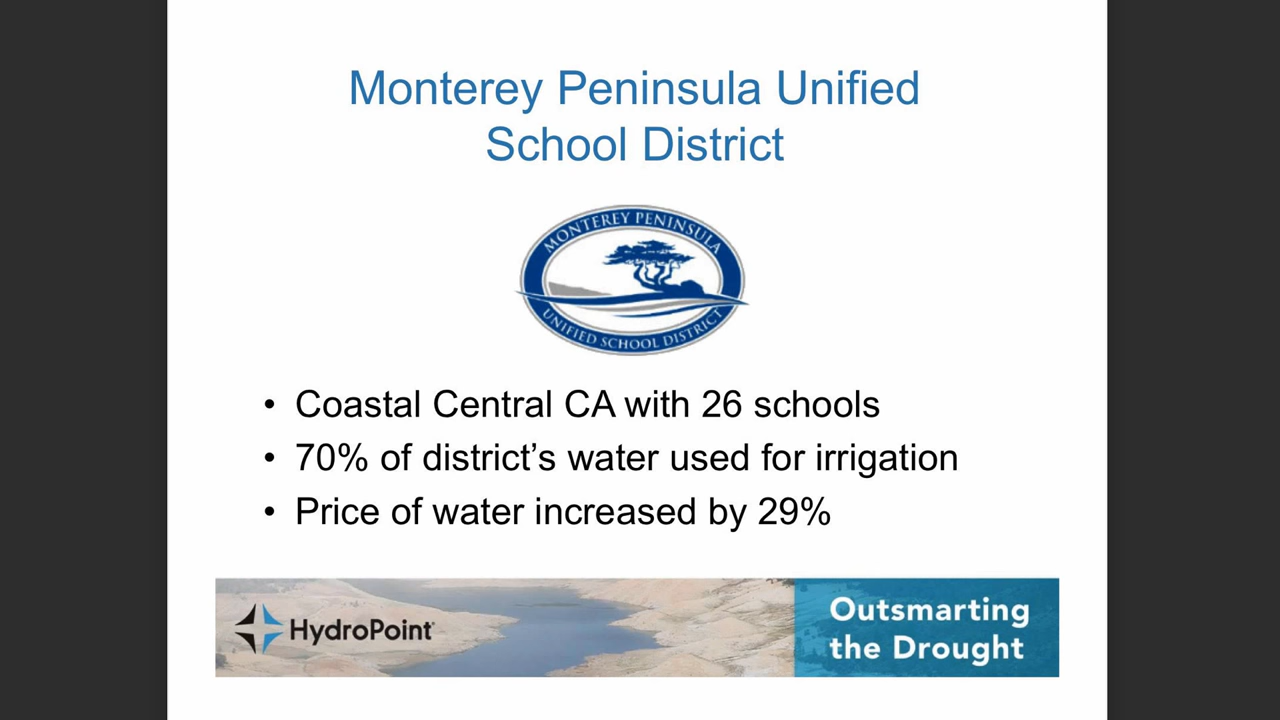 Monterey Peninsula Unified
School District
MONTEREY PENINSULA
UNIFIED SCHOOL DISTRICT
• Coastal Central CA with 26 schools
• 70% of district’s water used for irrigation
• Price of water increased by 29%
HydroPoint
Outsmarting
the Drought